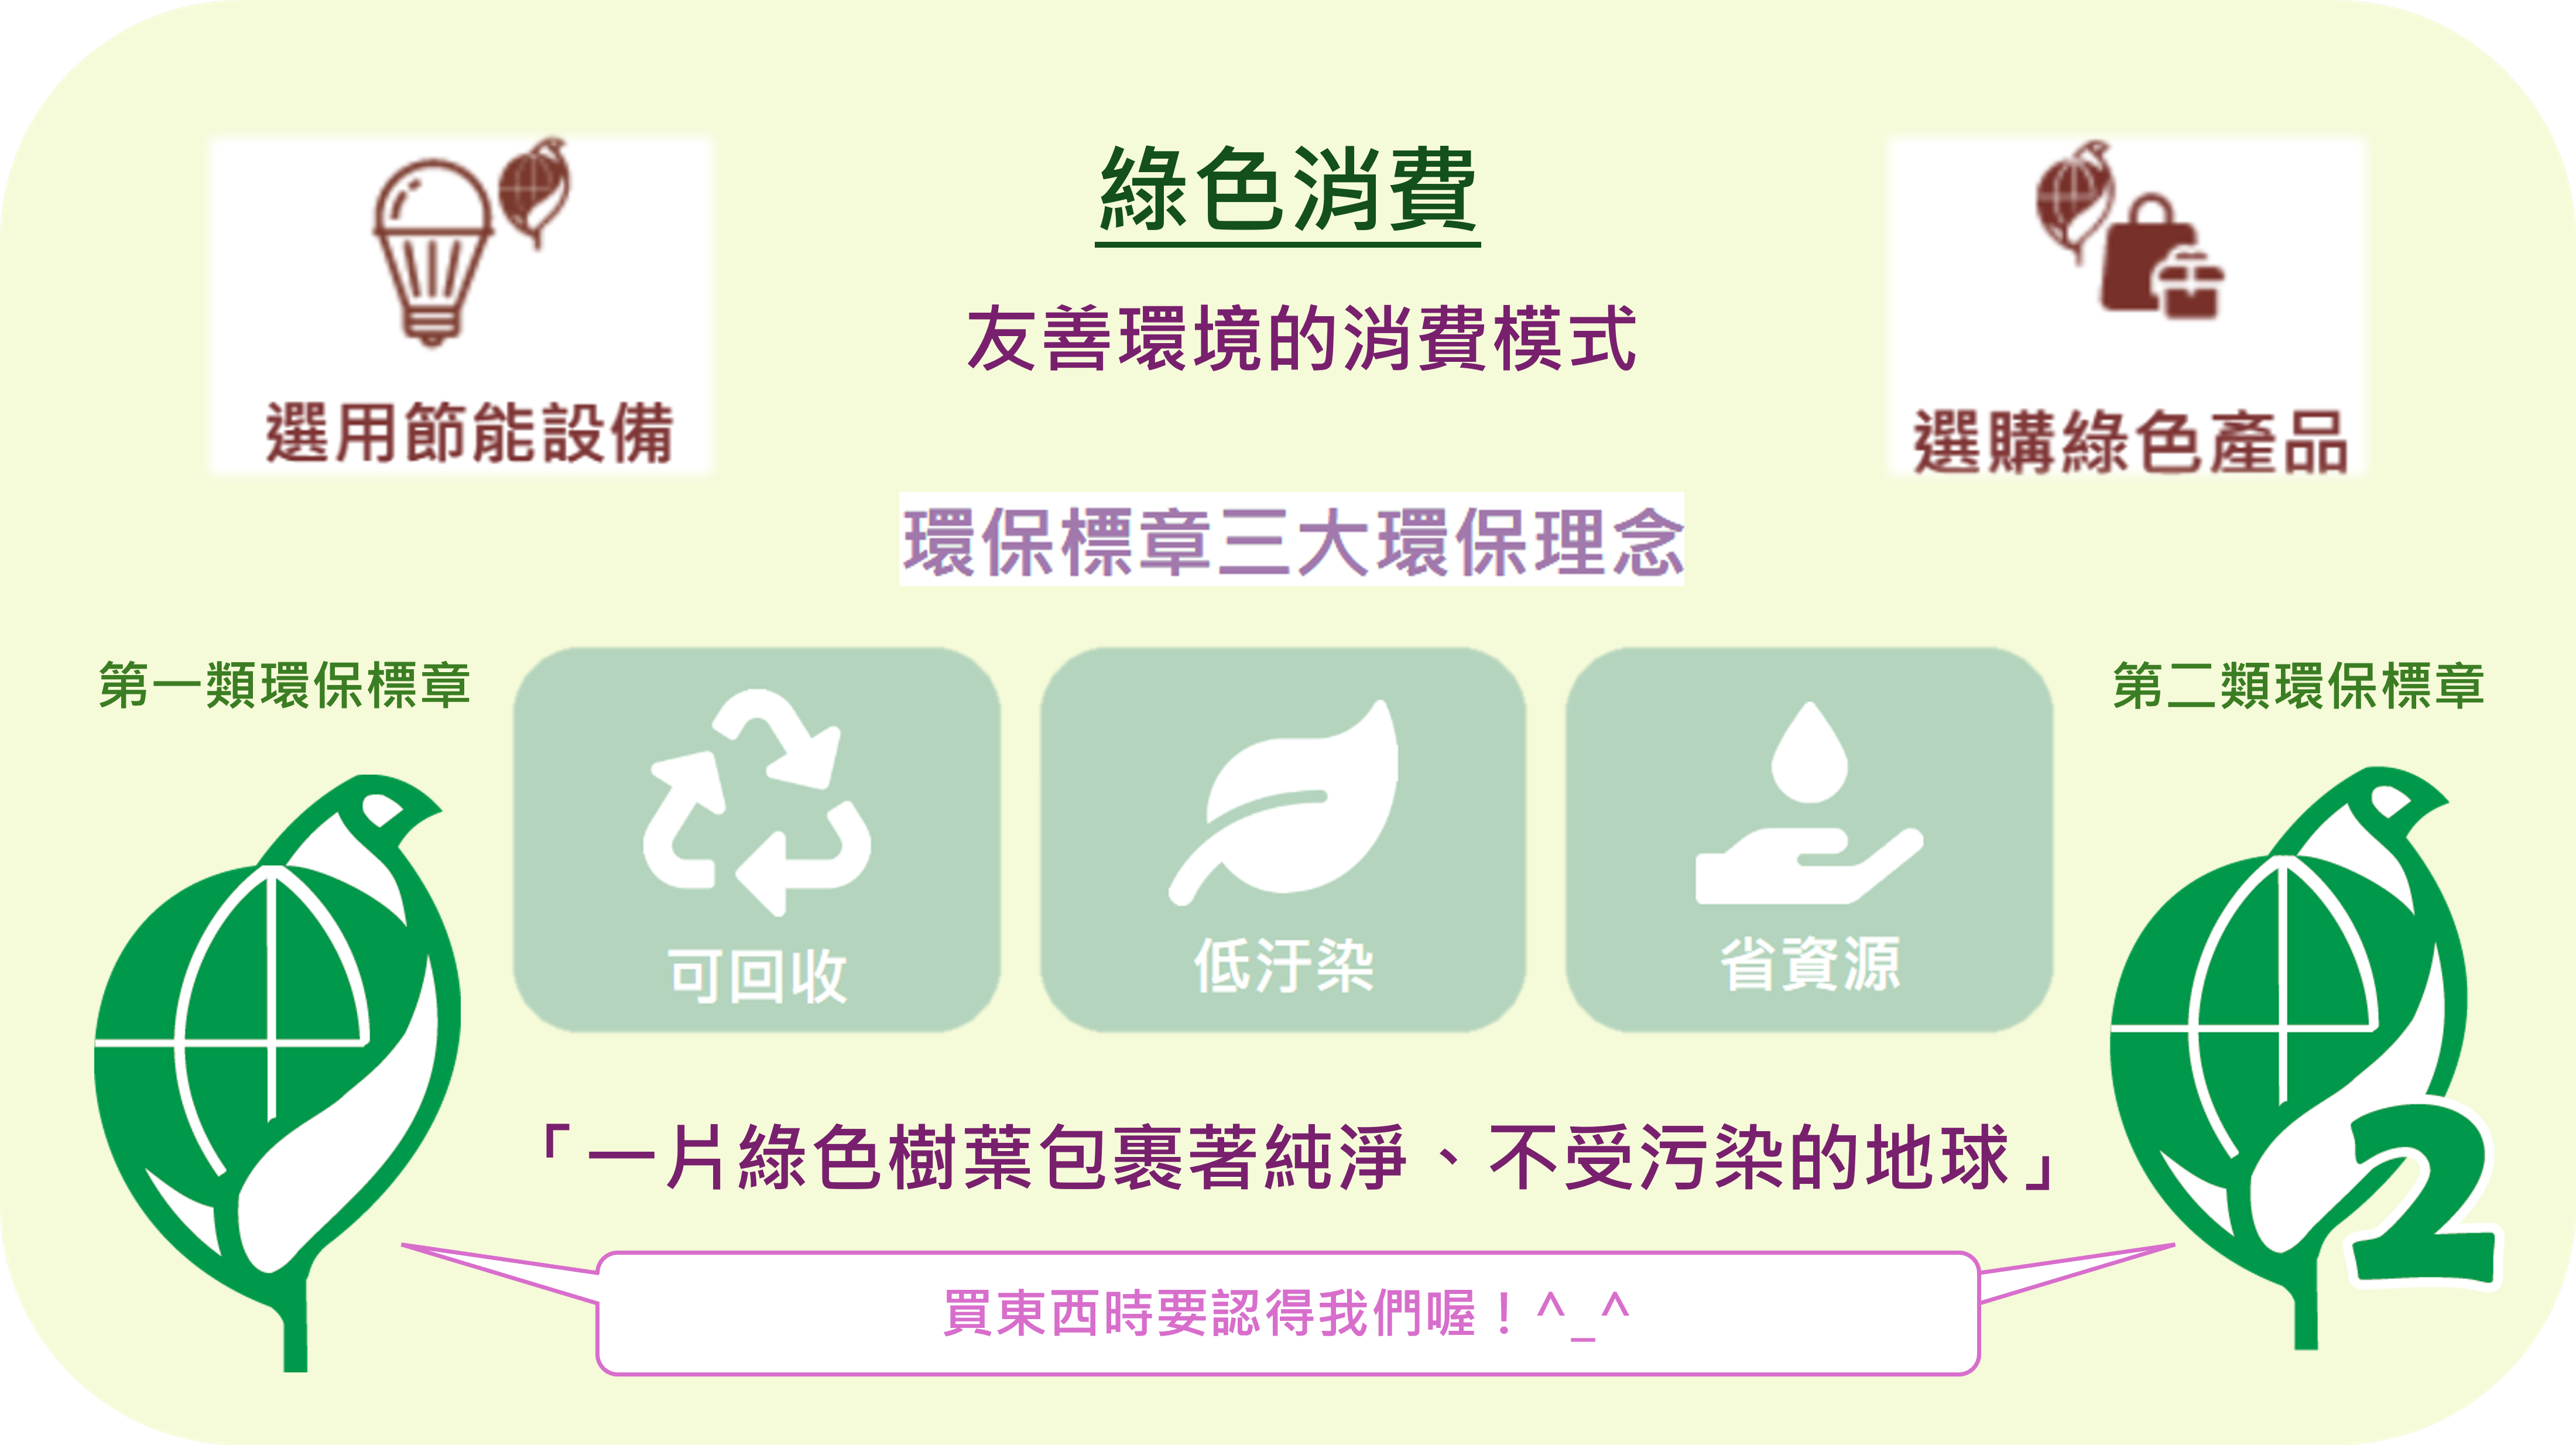 綠色消費
友善環境的消費模式
選用節能設備
選購綠色產品
環保標章三大環保理念
第一類環保標章
可回收
低汙染
省資源
第二類環保標章
2
「一片綠色樹葉包裹著純淨、不受污染的地球」
買東西時要認得我們喔！^_^